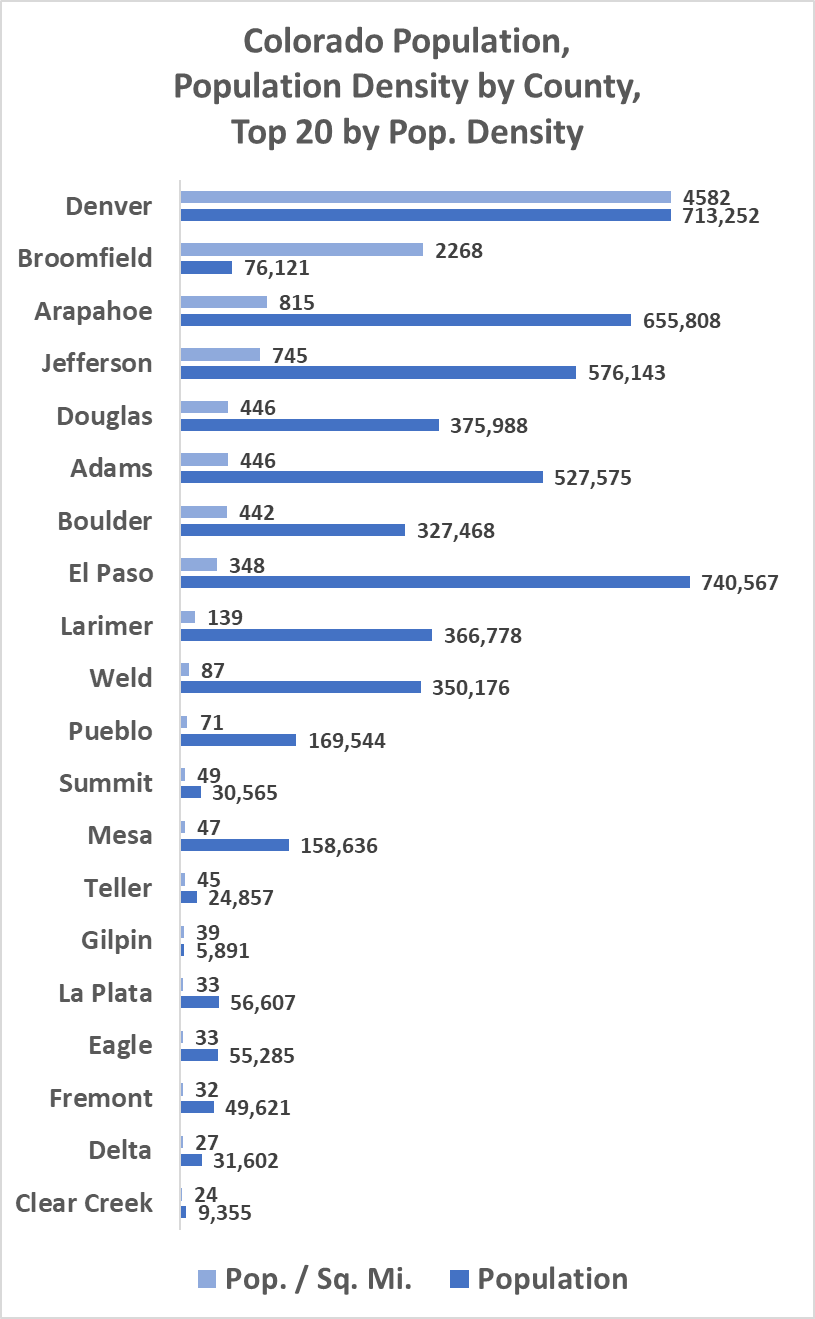 Colorado Population,
Population Density by County,
Top 20 by Pop. Density
Denver
4582
713,252
Broomfield
2268
76,121
Arapahoe
815
655,808
Jefferson
745
576,143
Douglas
446
375,988
Adams
446
527,575
Boulder
442
327,468
El Paso
348
740,567
Larimer
139
366,778
Weld
87
350,176
Pueblo
71
169,544
Summit
49
30,565
Mesa
47
158,636
Teller
45
24,857
Gilpin
39
5,891
La Plata
33
56,607
Eagle
33
55,285
Fremont
32
49,621
Delta
27
31,602
Clear Creek
24
9,355
Pop. / Sq. Mi. Population